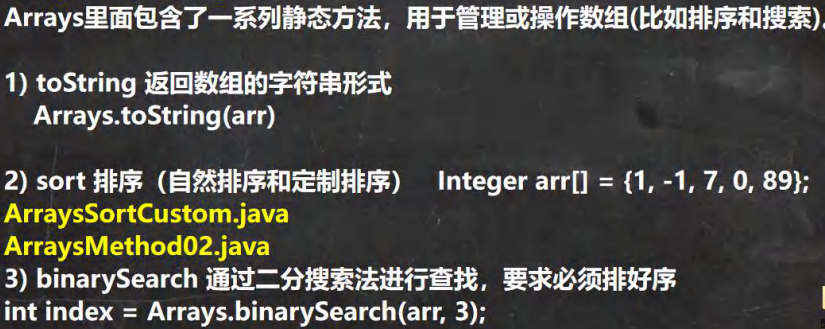 Arrays里面包含了一系列静态方法，用于管理或操作数组(比如排序和搜索).
1) toString 返回数组的字符串形式
Arrays.toString(arr)
2) sort 排序（自然排序和定制排序） Integer arr[] = {1, -1, 7, 0, 89};
ArraysSortCustom.java
ArraysMethod02.java
3) binarySearch 通过二分搜索法进行查找，要求必须排好序
int index = Arrays.binarySearch(arr, 3);